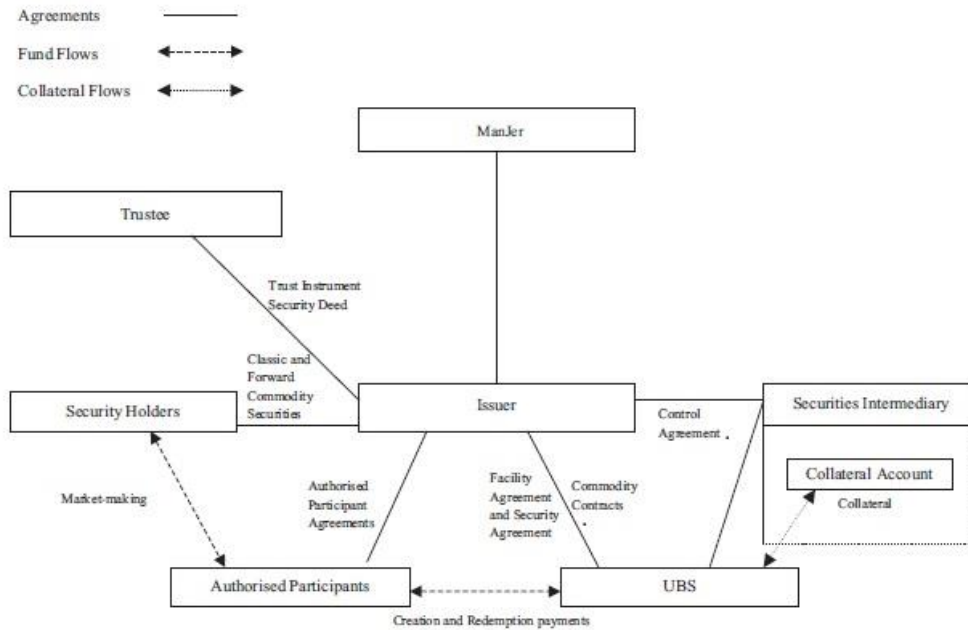 Agreements
Fund Flows
Collateral Flows
ManJer
Trustee
Trust Instrument
Security Deed
Classic and
Forward
Commodity
Securities
Security Holders
Issuer
Securities Intermediary
Control
Agreement
Collateral Account
Collateral
Market-making
Authorised
Participant
Agreements
Facility
Agreement
and Security
Agreement
Commodity
Contracts
Authorised Participants
UBS
Creation and Redemption payments